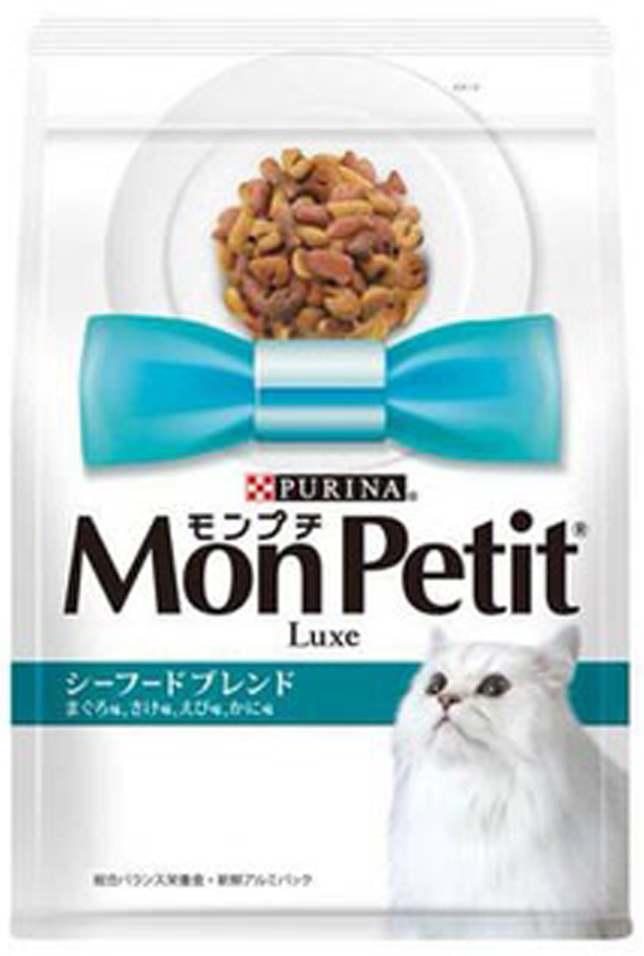 PURINA
モンプチ
Mon Petit
Luxe
シーフード ブレンド
まぐろ味、さけ味、えび味、かに味
総合バランス栄養食・新鮮アルミパック